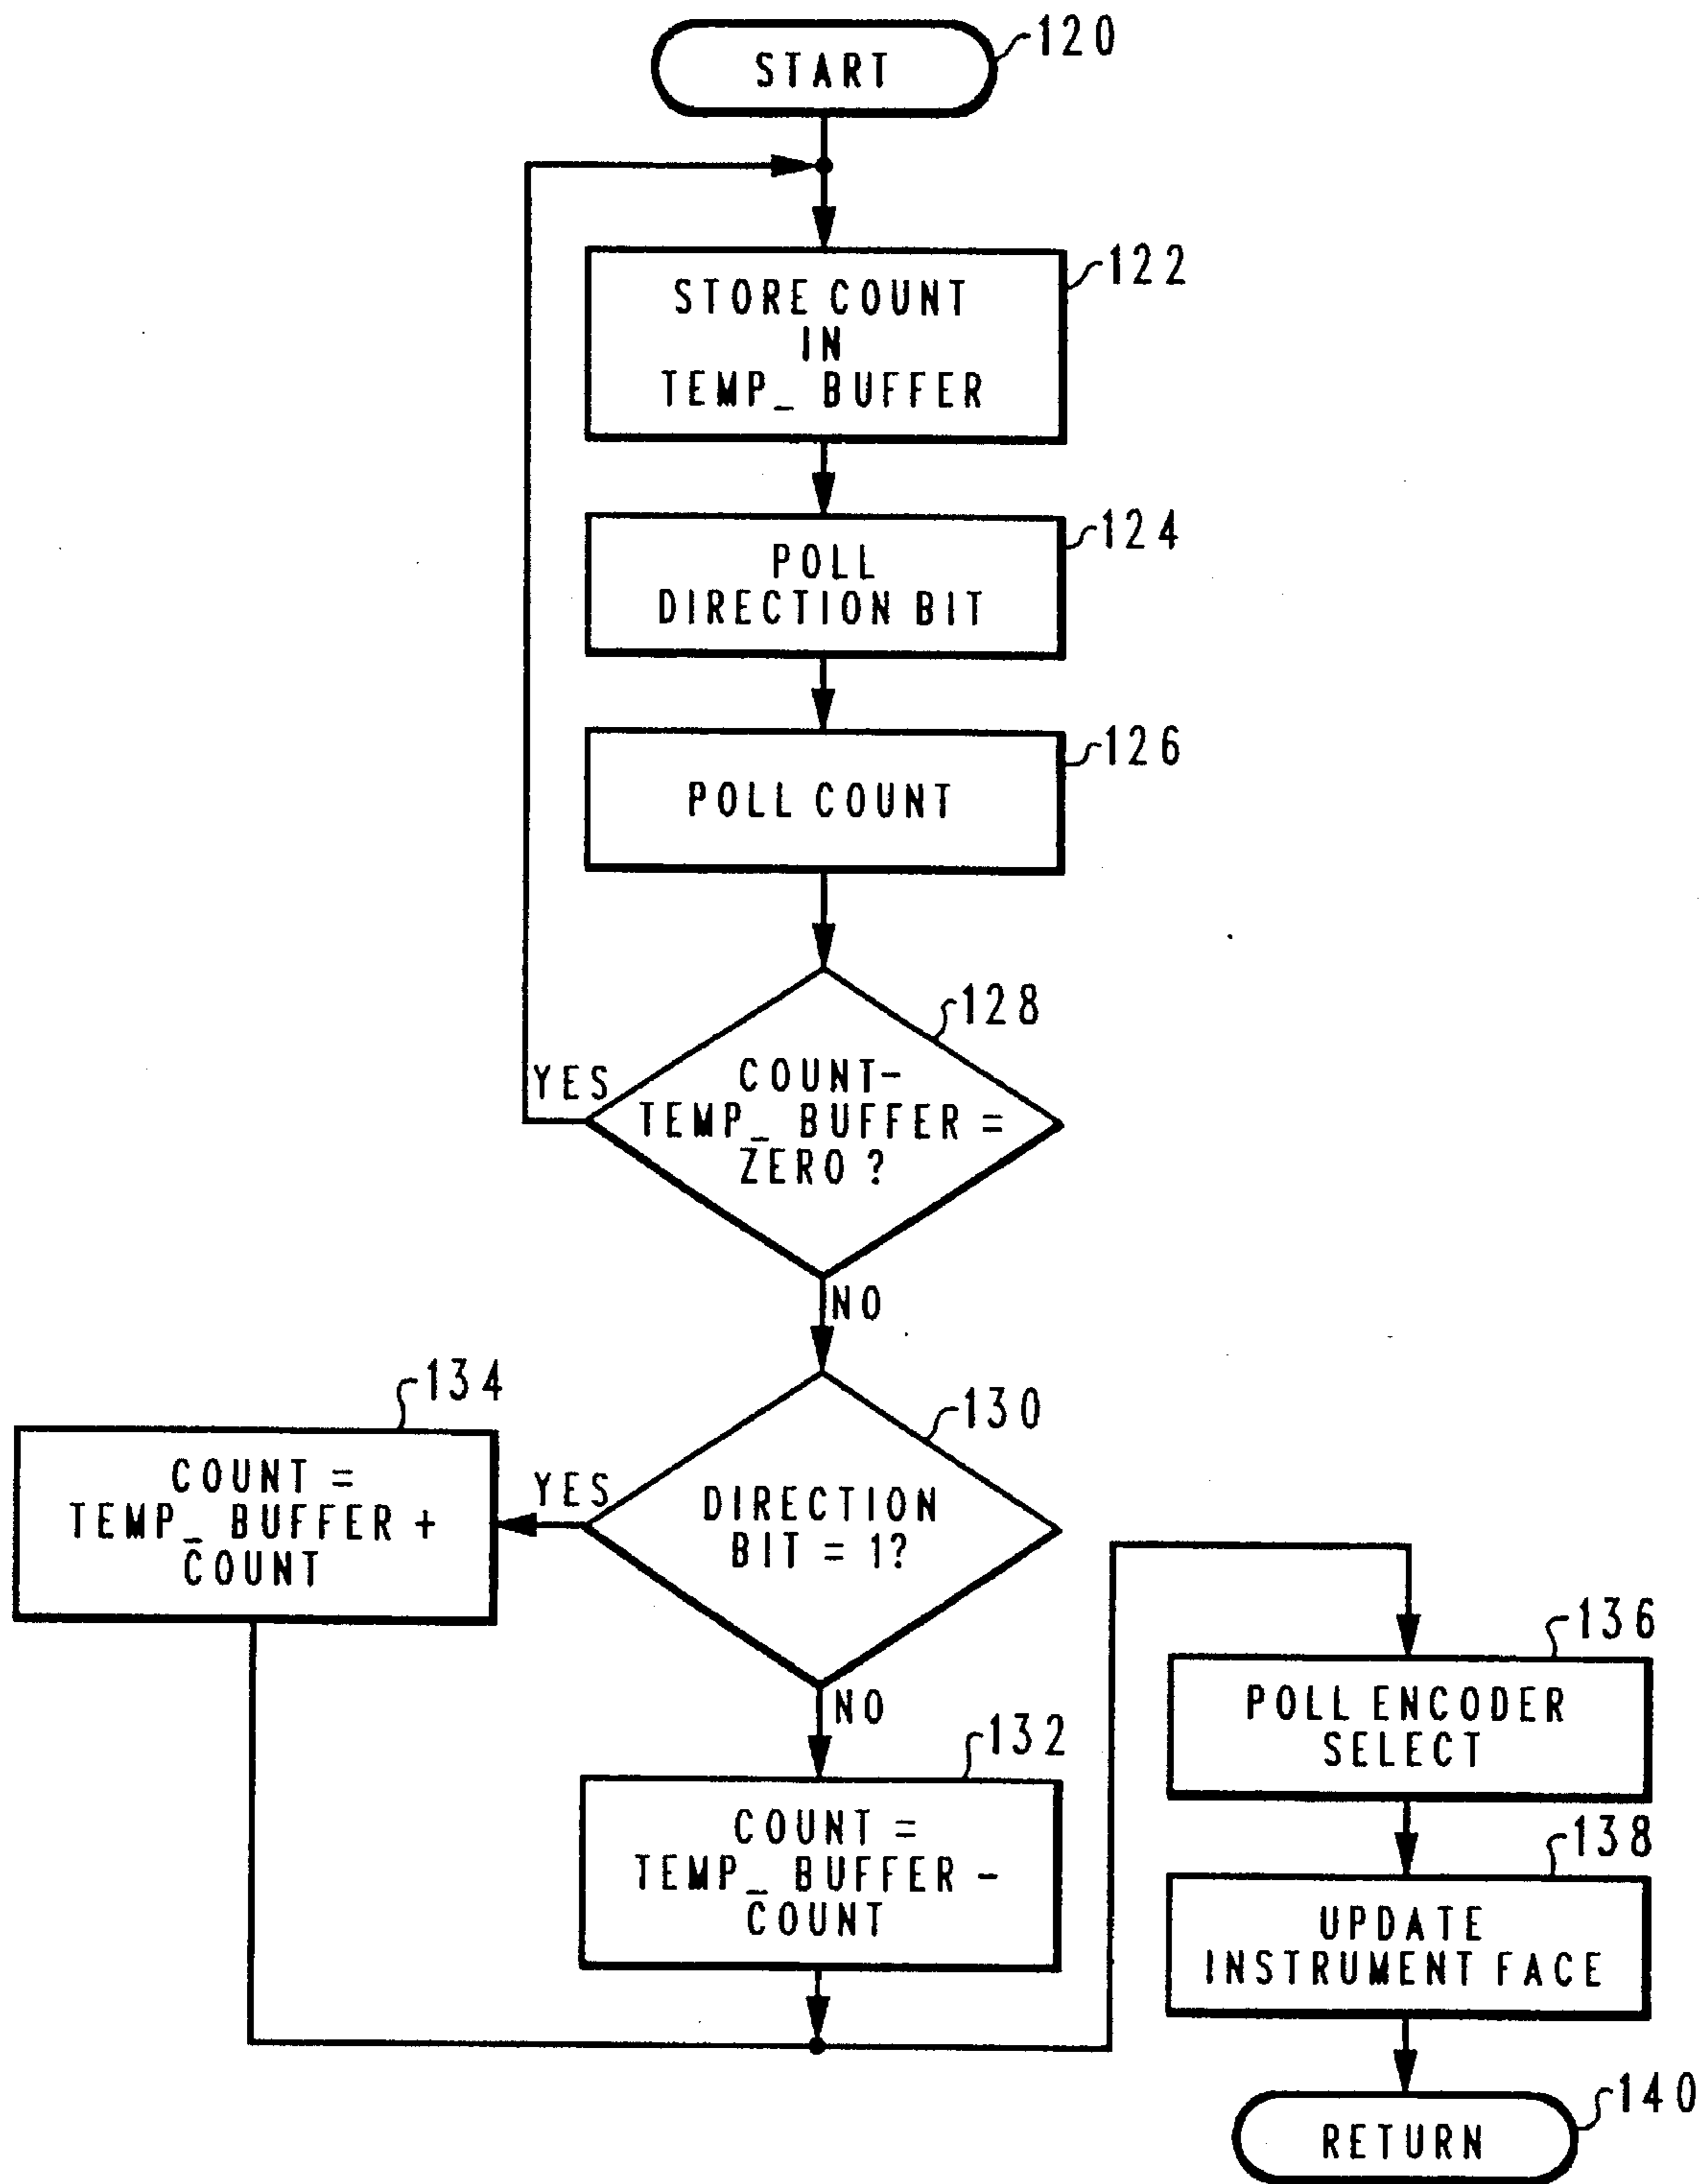 START
120
STORE COUNT
IN
TEMP_ BUFFER
122
POLL
DIRECTION BIT
124
POLL COUNT
126
128
COUNT-
TEMP_ BUFFER =
ZERO ?
YES
NO
134
COUNT =
TEMP_ BUFFER +
COUNT
130
DIRECTION
BIT = 1?
YES
NO
132
COUNT =
TEMP_ BUFFER -
COUNT
136
POLL ENCODER
SELECT
138
UPDATE
INSTRUMENT FACE
140
RETURN